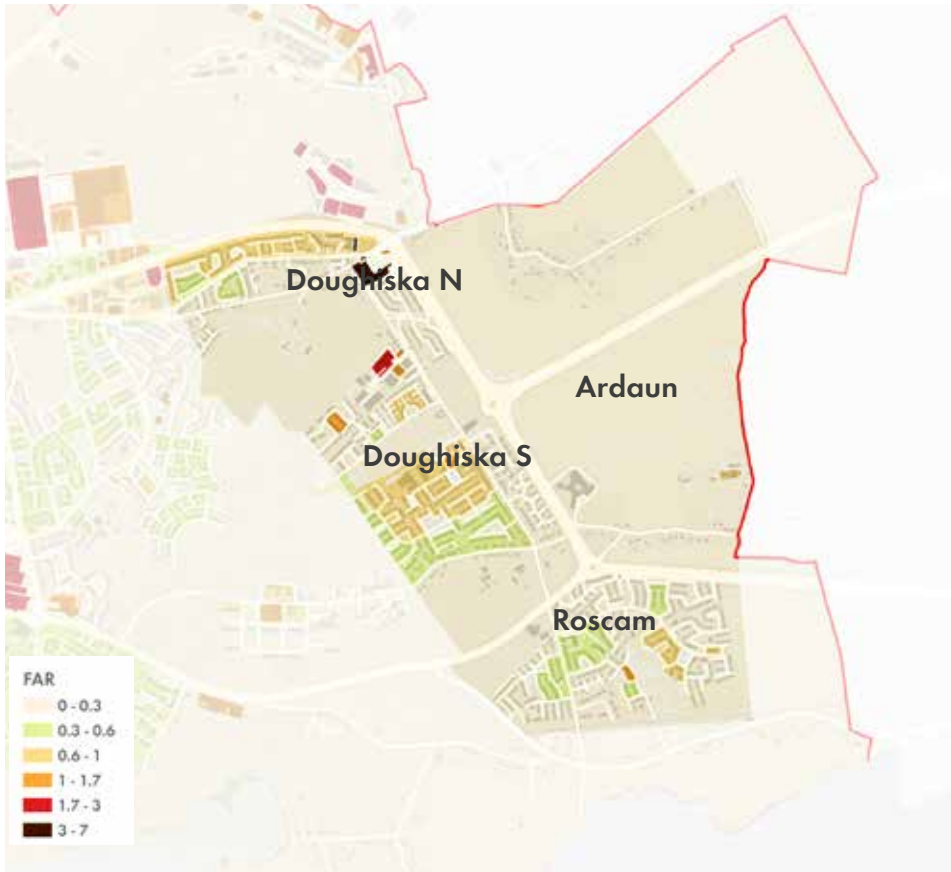 Doughiska N
Ardaun
Doughiska S
Roscam
FAR
0 - 0.3
0.3 - 0.6
0.6 - 1
1 - 1.7
1.7 - 3
3 - 7